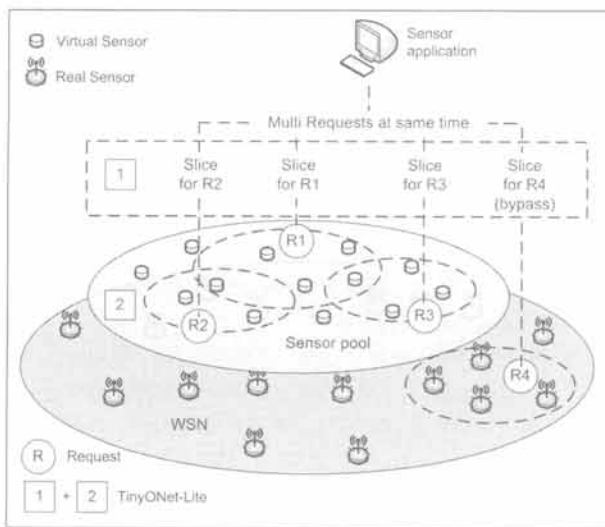 Virtual Sensor
Real Sensor
Sensor
application
Multi Requests at same time
1
Slice
for R2
Slice
for R1
Slice
for R3
Slice
for R4
(bypass)
R1
2
R2
R3
Sensor pool
R4
WSN
R Request
1 + 2 TinyONet-Lite